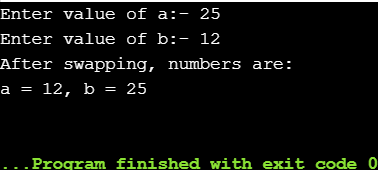 Enter value of a:- 25
Enter value of b:- 12
After swapping, numbers are:
a = 12, b = 25
...Program finished with exit code 0